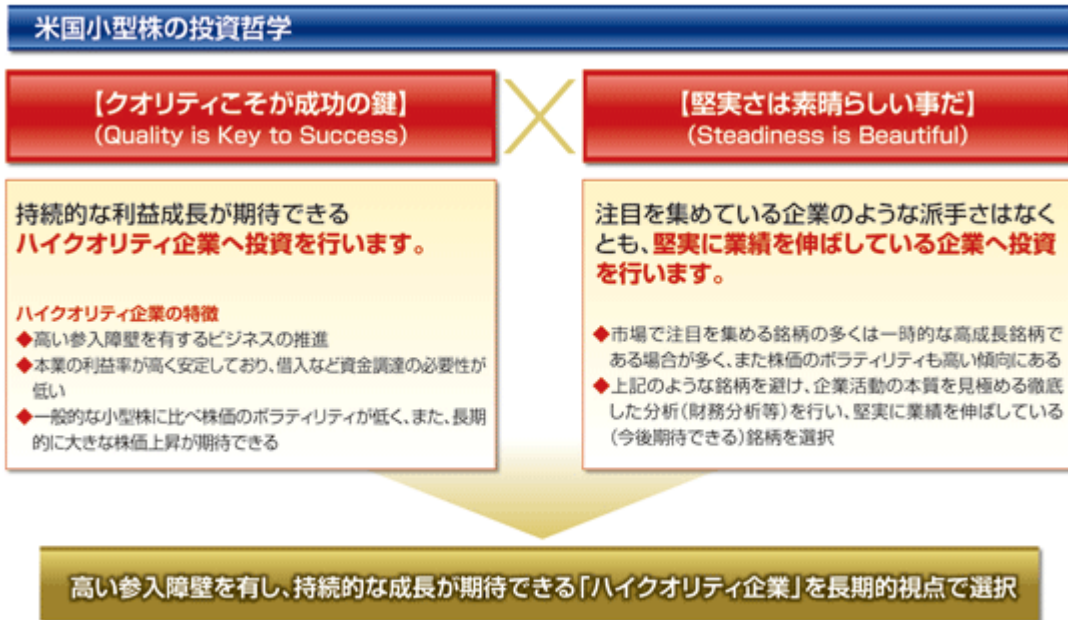 米国小型株の投資哲学
【クオリティこそが成功の鍵】
(Quality is Key to Success)
持続的な利益成長が期待できる
ハイクオリティ企業へ投資を行います。
ハイクオリティ企業の特徴
◆高い参入障壁を有するビジネスの推進
◆本業の利益率が高く安定しており、借入など資金調達の必要性が
低い
◆一般的な小型株に比べ株価のボラティリティが低く、また、長期
的に大きな株価上昇が期待できる
【堅実さは素晴らしい事だ】
(Steadiness is Beautiful)
注目を集めている企業のような派手さはなく
とも、堅実に業績を伸ばしている企業へ投資
を行います。
◆市場で注目を集める銘柄の多くは一時的な高成長銘柄で
ある場合が多く、また株価のボラティリティも高い傾向にある
◆上記のような銘柄を避け、企業活動の本質を見極める徹底
した分析(財務分析等)を行い、堅実に業績を伸ばしている
(今後期待できる)銘柄を選択
高い参入障壁を有し、持続的な成長が期待できる「ハイクオリティ企業」を長期的視点で選択